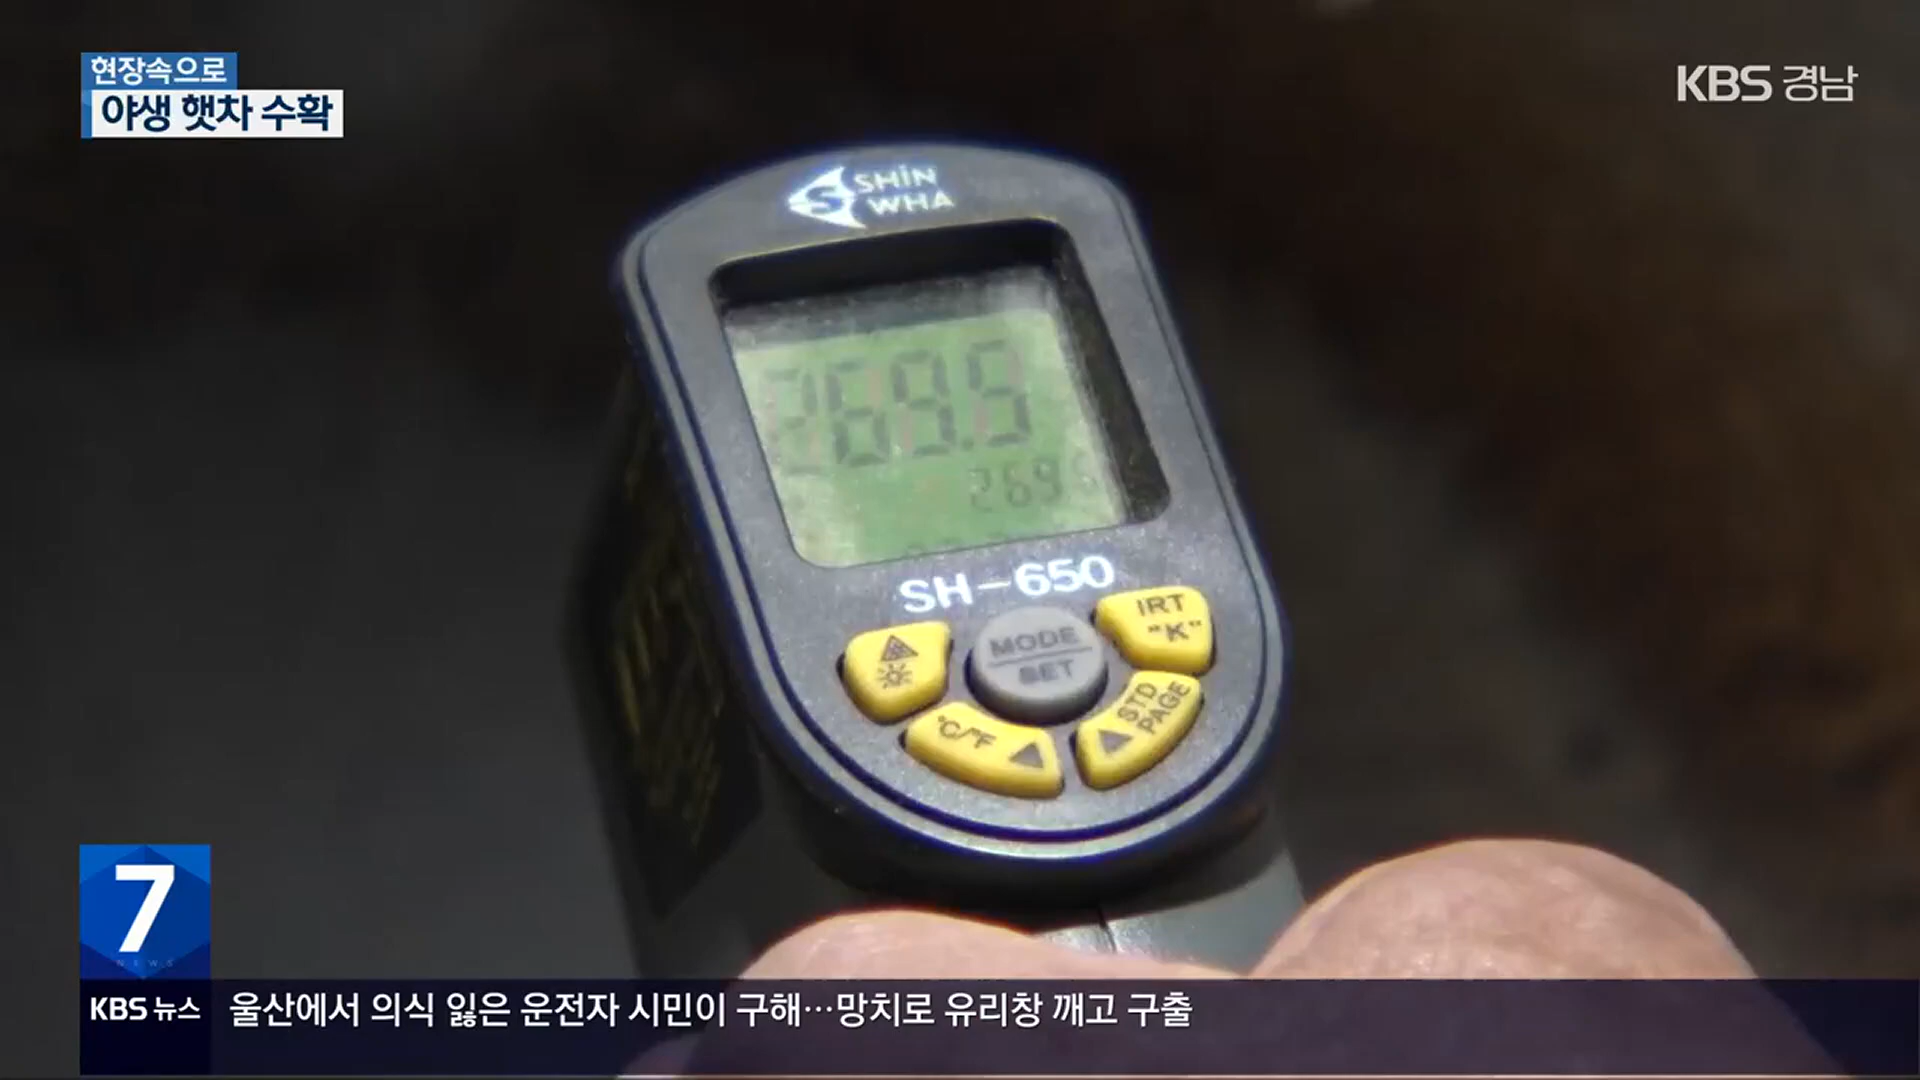 현장속으로
야생 햇차 수확
KBS 경남
SHIN
WHA
SH-650
MODE
SET
IRT
"K"
°C/°F
STD
PAGE
7
NEWS
KBS 뉴스
울산에서 의식 잃은 운전자 시민이 구해…망치로 유리창 깨고 구출